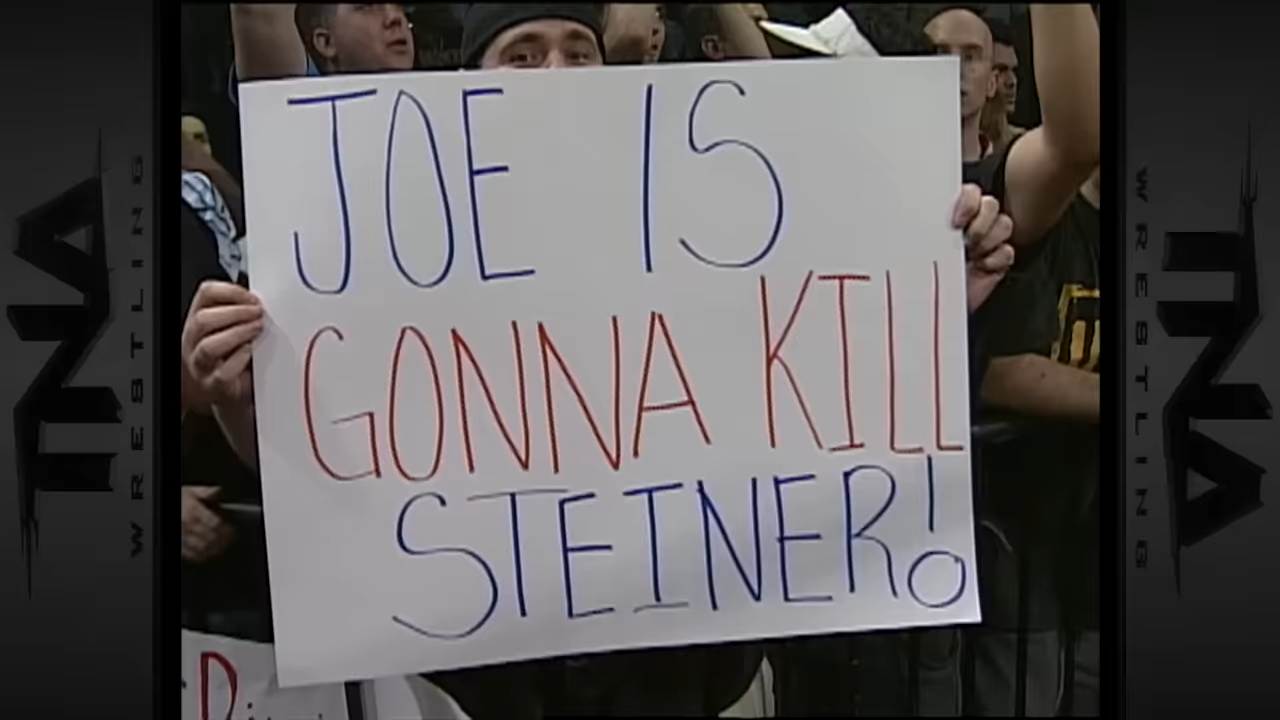 JOE IS
GONNA KILL
STEINER!
TNA
WRESTLING
TNA
WRESTLING